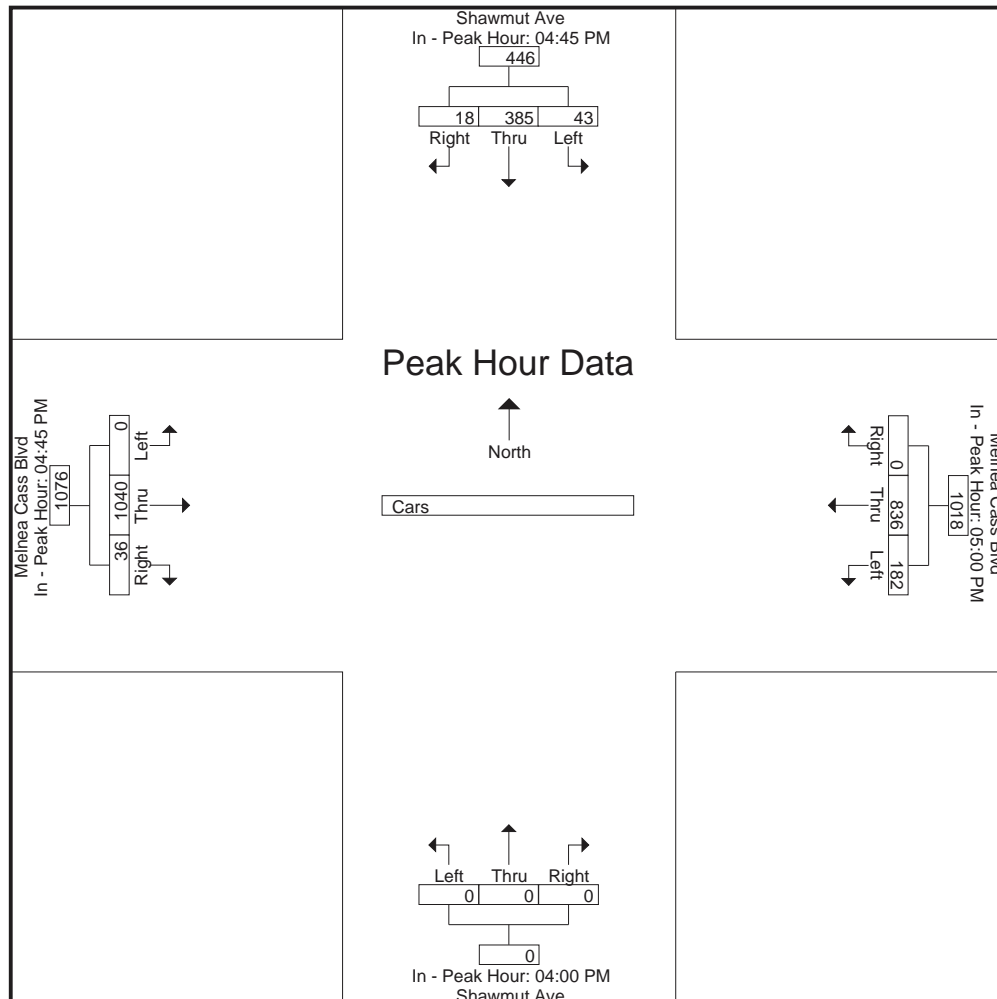 Shawmut Ave
In - Peak Hour: 04:45 PM
446
18 385 43
Right Thru Left
Peak Hour Data
North
Cars
Melnea Cass Blvd
In - Peak Hour: 04:45 PM
1076
0 1040 36
Left Thru Right
Melnea Cass Blvd
In - Peak Hour: 05:00 PM
1018
0 836 182
Right Thru Left
Left Thru Right
0 0 0
0
In - Peak Hour: 04:00 PM
Shawmut Ave